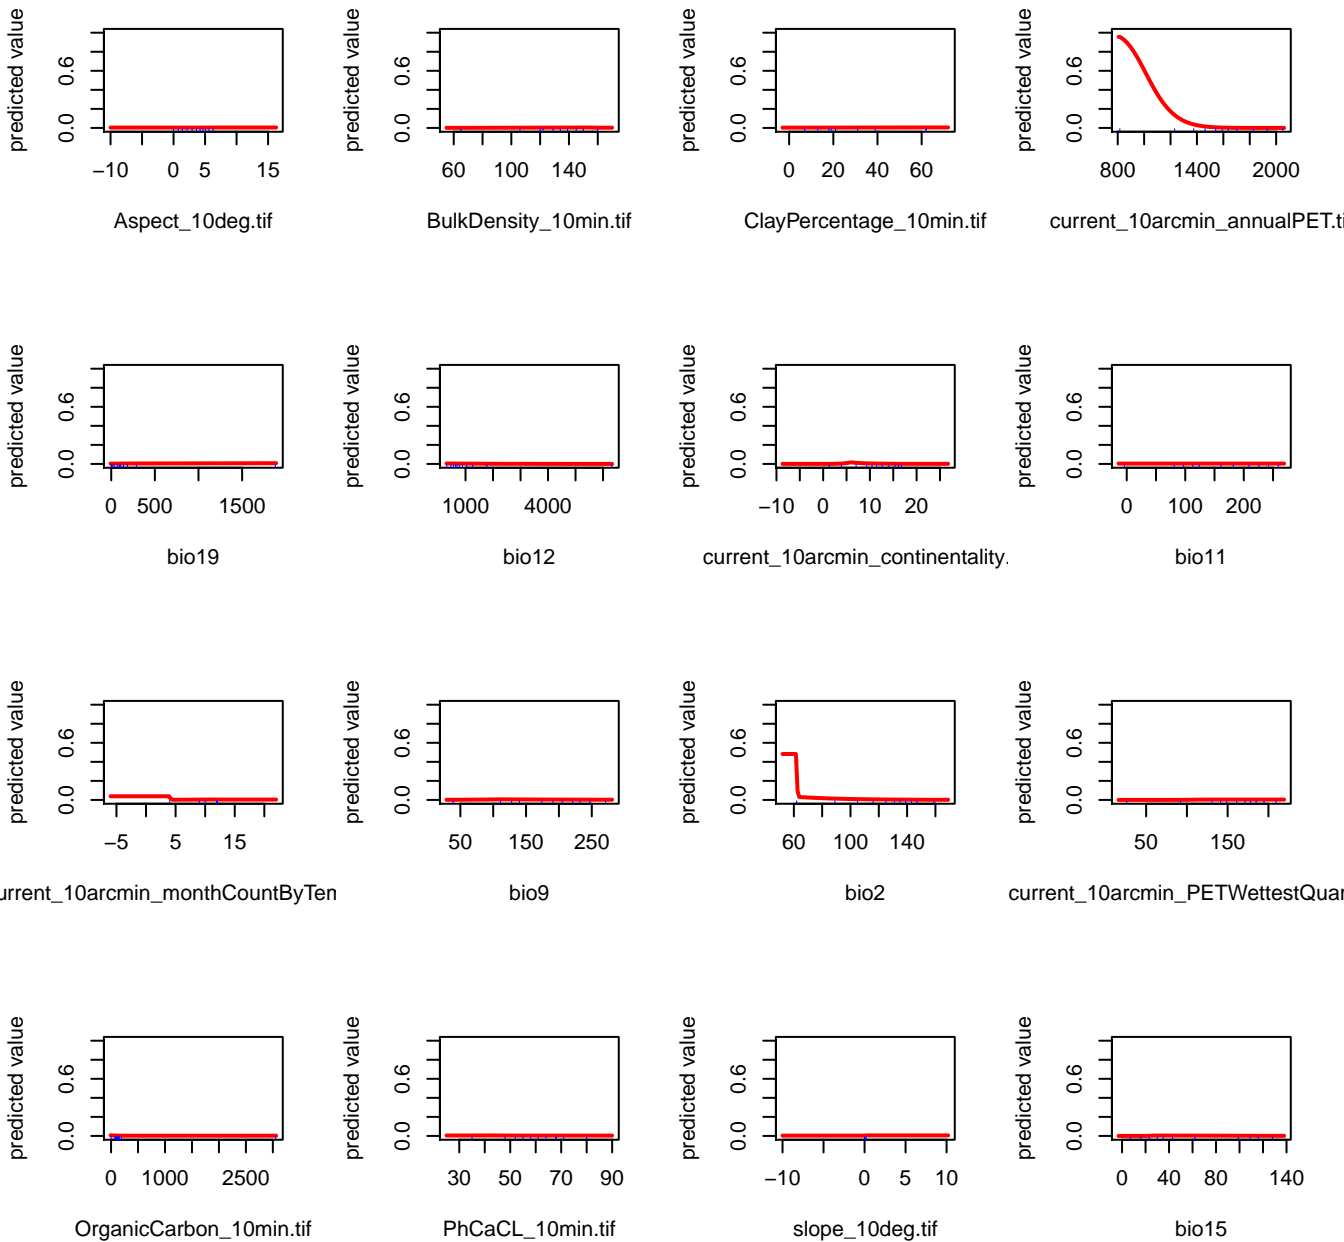 predicted value
0.0 0.6
−10 0 5 15
Aspect_10deg.tif
predicted value
0.0 0.6
60 100 140
BulkDensity_10min.tif
predicted value
0.0 0.6
0 20 40 60
ClayPercentage_10min.tif
predicted value
0.0 0.6
800 1400 2000
current_10arcmin_annualPET.ti
predicted value
0.0 0.6
0 500 1500
bio19
predicted value
0.0 0.6
1000 4000
bio12
predicted value
0.0 0.6
−10 0 10 20
current_10arcmin_continentality.
predicted value
0.0 0.6
0 100 200
bio11
predicted value
0.0 0.6
−5 5 15
urrent_10arcmin_monthCountByTen
predicted value
0.0 0.6
50 150 250
bio9
predicted value
0.0 0.6
60 100 140
bio2
predicted value
0.0 0.6
50 150
current_10arcmin_PETWettestQuar
predicted value
0.0 0.6
0 1000 2500
OrganicCarbon_10min.tif
predicted value
0.0 0.6
30 50 70 90
PhCaCL_10min.tif
predicted value
0.0 0.6
−10 0 5 10
slope_10deg.tif
predicted value
0.0 0.6
0 40 80 140
bio15